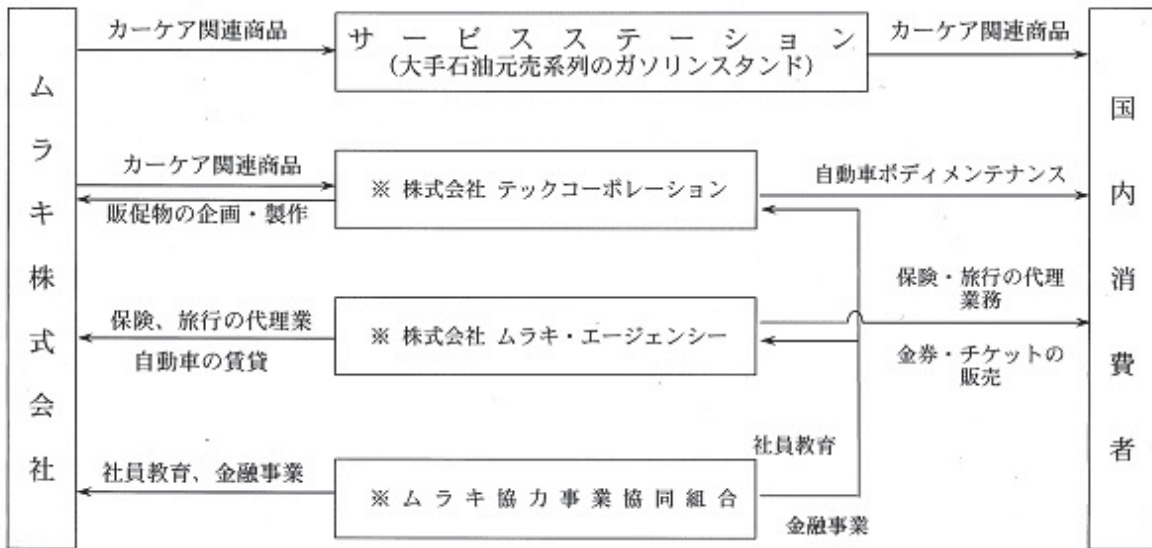 ムラキ株式会社
カーケア関連商品
サービスステーション
（大手石油元売系列のガソリンスタンド）
カーケア関連商品
国内消費者
カーケア関連商品
販促物の企画・製作
※ 株式会社 テックコーポレーション
自動車ボディメンテナンス
保険、旅行の代理業
自動車の賃貸
※ 株式会社 ムラキ・エージェンシー
保険・旅行の代理
業務
金券・チケットの
販売
社員教育、金融事業
※ ムラキ協力事業協同組合
社員教育
金融事業